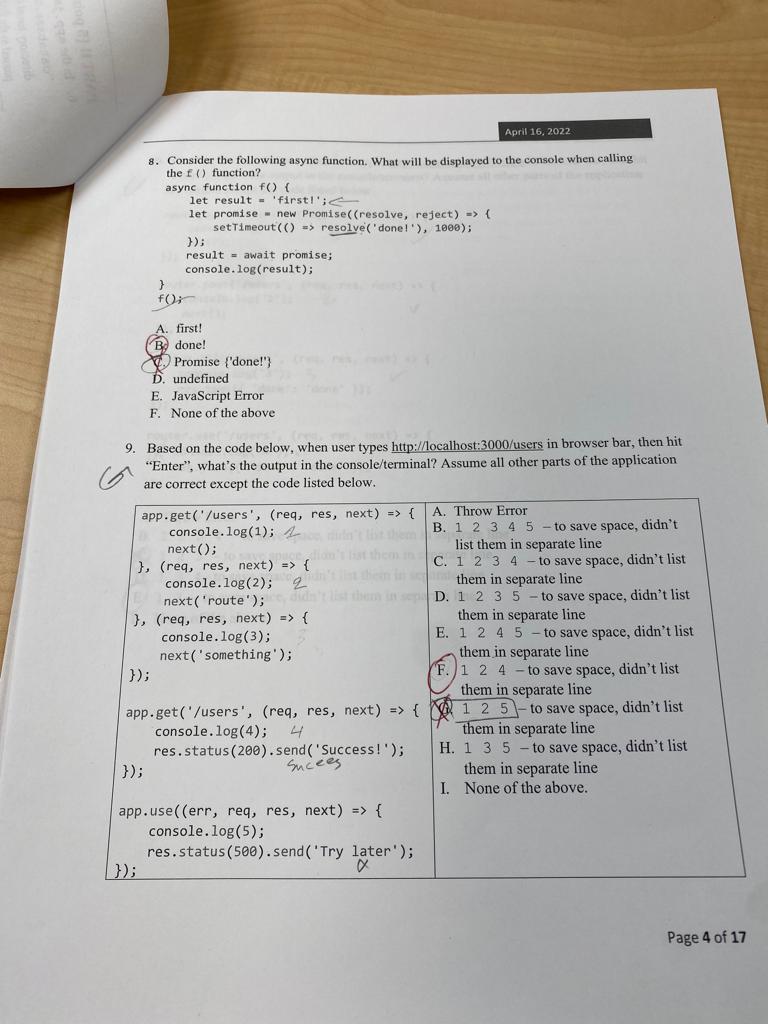 April 16, 2022
8. Consider the following async function. What will be displayed to the console when calling
the f() function?
async function f() {
let result = 'first!';
let promise = new Promise((resolve, reject) => {
setTimeout(() => resolve('done!'), 1000);
});
result = await promise;
console.log(result);
}
f();
A. first!
B. done!
C. Promise {'done!'}
D. undefined
E. JavaScript Error
F. None of the above
9. Based on the code below, when user types http://localhost:3000/users in browser bar, then hit
"Enter", what's the output in the console/terminal? Assume all other parts of the application
are correct except the code listed below.
app.get('/users', (req, res, next) => {
console.log(1); 1
next();
}, (req, res, next) => {
console.log(2); 2
next('route');
}, (req, res, next) => {
console.log(3);
next('something');
});
app.get('/users', (req, res, next) => {
console.log(4); 4
res.status(200).send('Success!');
Succes
});
app.use((err, req, res, next) => {
console.log(5);
res.status(500).send('Try later');
});
A. Throw Error
B. 1 2 3 4 5 – to save space, didn't
list them in separate line
C. 1 2 3 4 – to save space, didn't list
them in separate line
D. 1 2 3 5 – to save space, didn't list
them in separate line
E. 1 2 4 5 – to save space, didn't list
them in separate line
F. 1 2 4 – to save space, didn't list
them in separate line
G. 1 2 5 – to save space, didn't list
them in separate line
H. 1 3 5 – to save space, didn't list
them in separate line
I. None of the above.
Page 4 of 17